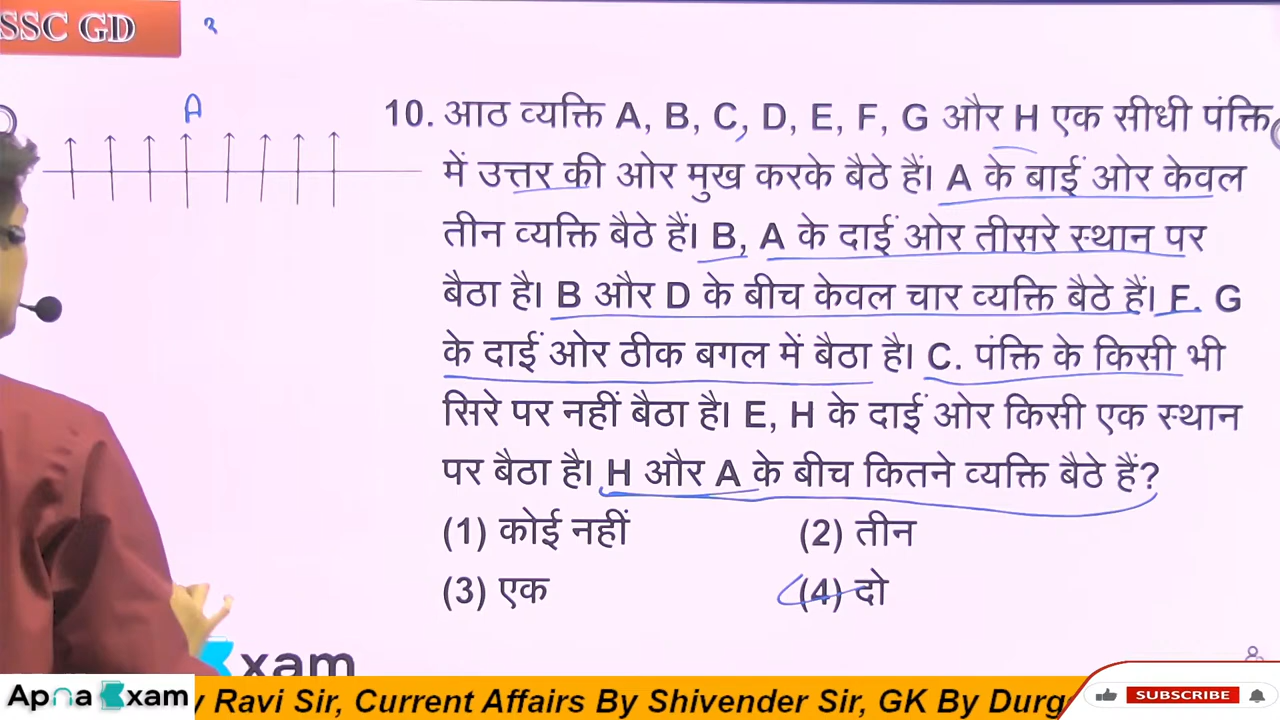 SSC GD
A
10. आठ व्यक्ति A, B, C, D, E, F, G और H एक सीधी पंक्ति
में उत्तर की ओर मुख करके बैठे हैं। A के बाईं ओर केवल
तीन व्यक्ति बैठे हैं। B, A के दाईं ओर तीसरे स्थान पर
बैठा है। B और D के बीच केवल चार व्यक्ति बैठे हैं। F. G
के दाईं ओर ठीक बगल में बैठा है। C. पंक्ति के किसी भी
सिरे पर नहीं बैठा है। E, H के दाईं ओर किसी एक स्थान
पर बैठा है। H और A के बीच कितने व्यक्ति बैठे हैं?
(1) कोई नहीं (2) तीन
(3) एक (4) दो
xam
Apna Exam
Ravi Sir, Current Affairs By Shivender Sir, GK By Durg
SUBSCRIBE